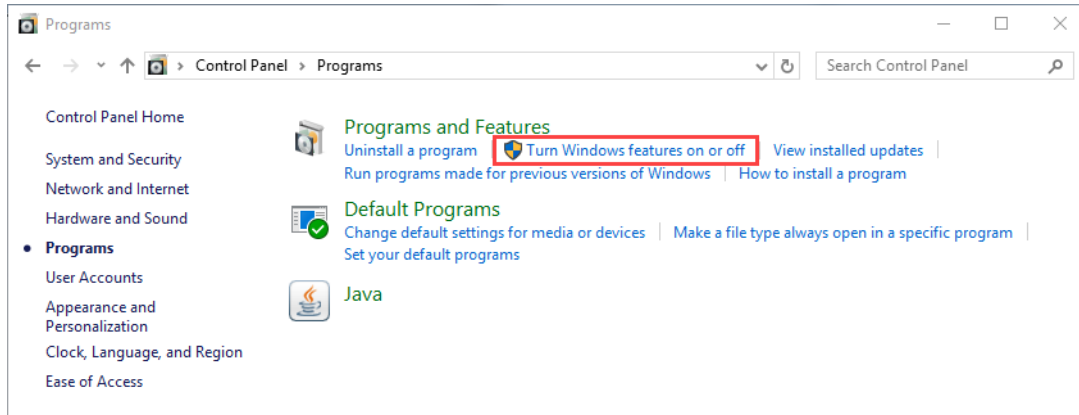 Programs
Control Panel > Programs
Search Control Panel
Control Panel Home
System and Security
Network and Internet
Hardware and Sound
Programs
User Accounts
Appearance and
Personalization
Clock, Language, and Region
Ease of Access
Programs and Features
Uninstall a program | Turn Windows features on or off | View installed updates |
Run programs made for previous versions of Windows | How to install a program
Default Programs
Change default settings for media or devices | Make a file type always open in a specific program |
Set your default programs
Java